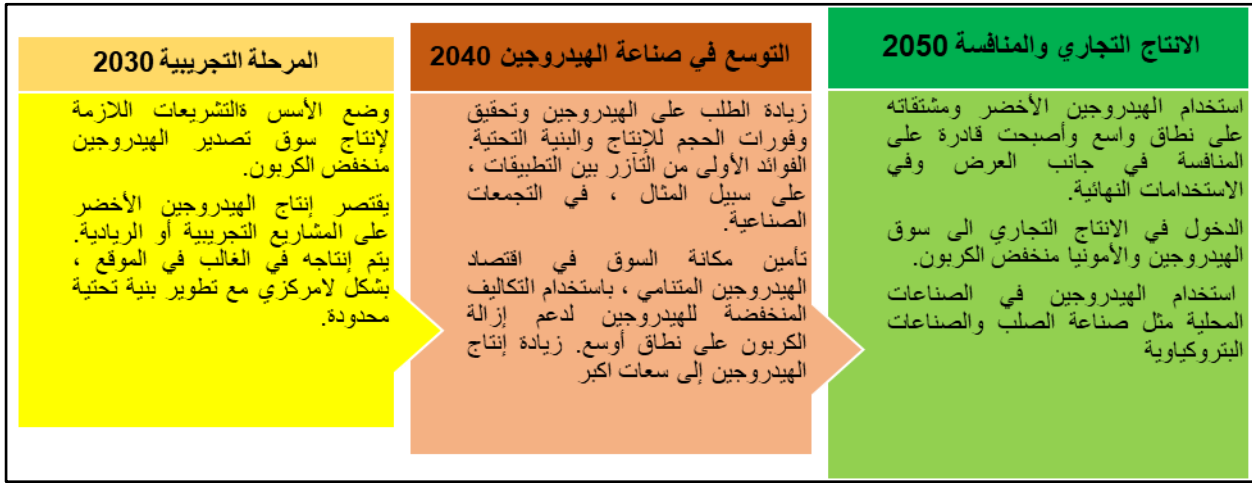 المرحلة التجريبية 2030
وضع الأسس ةالتشريعات اللازمة
لإنتاج سوق تصدير الهيدروجين
منخفض الكربون.
يقتصر إنتاج الهيدروجين الأخضر
على المشاريع التجريبية أو الريادية.
يتم إنتاجه في الغالب في الموقع ،
بشكل لامركزي مع تطوير بنية تحتية
محدودة.
التوسع في صناعة الهيدروجين 2040
زيادة الطلب على الهيدروجين وتحقيق
وفورات الحجم للإنتاج والبنية التحتية.
الفوائد الأولى من التآزر بين التطبيقات ،
على سبيل المثال ، في التجمعات
الصناعية.
تأمين مكانة السوق في اقتصاد
الهيدروجين المتنامي ، باستخدام التكاليف
المنخفضة للهيدروجين لدعم إزالة
الكربون على نطاق أوسع. زيادة إنتاج
الهيدروجين إلى سعات اكبر
الانتاج التجاري والمنافسة 2050
استخدام الهيدروجين الأخضر ومشتقاته
على نطاق واسع وأصبحت قادرة على
المنافسة في جانب العرض وفي
الاستخدامات النهائية.
الدخول في الانتاج التجاري الى سوق
الهيدروجين والأمونيا منخفض الكربون.
استخدام الهيدروجين في الصناعات
المحلية مثل صناعة الصلب والصناعات
البتروكياوية